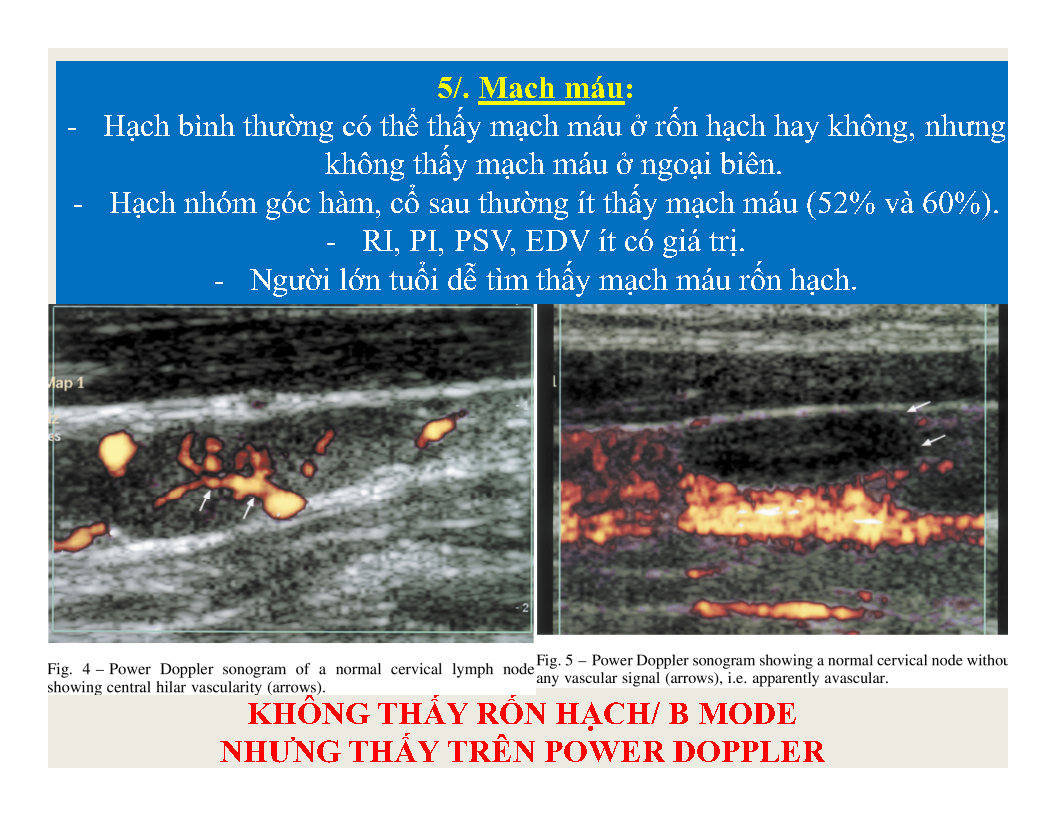 5/. Mạch máu:
- Hạch bình thường có thể thấy mạch máu ở rốn hạch hay không, nhưng
không thấy mạch máu ở ngoại biên.
- Hạch nhóm góc hàm, cổ sau thường ít thấy mạch máu (52% và 60%).
- RI, PI, PSV, EDV ít có giá trị.
- Người lớn tuổi dễ tìm thấy mạch máu rốn hạch.
Map 1
- 1
- 2
Fig. 4 – Power Doppler sonogram of a normal cervical lymph node
showing central hilar vascularity (arrows).
Fig. 5 – Power Doppler sonogram showing a normal cervical node withou
any vascular signal (arrows), i.e. apparently avascular.
KHÔNG THẤY RỐN HẠCH/ B MODE
NHƯNG THẤY TRÊN POWER DOPPLER